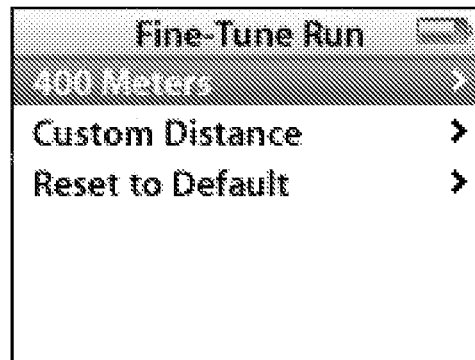 Fine-Tune Run
400 Meters >
Custom Distance >
Reset to Default >